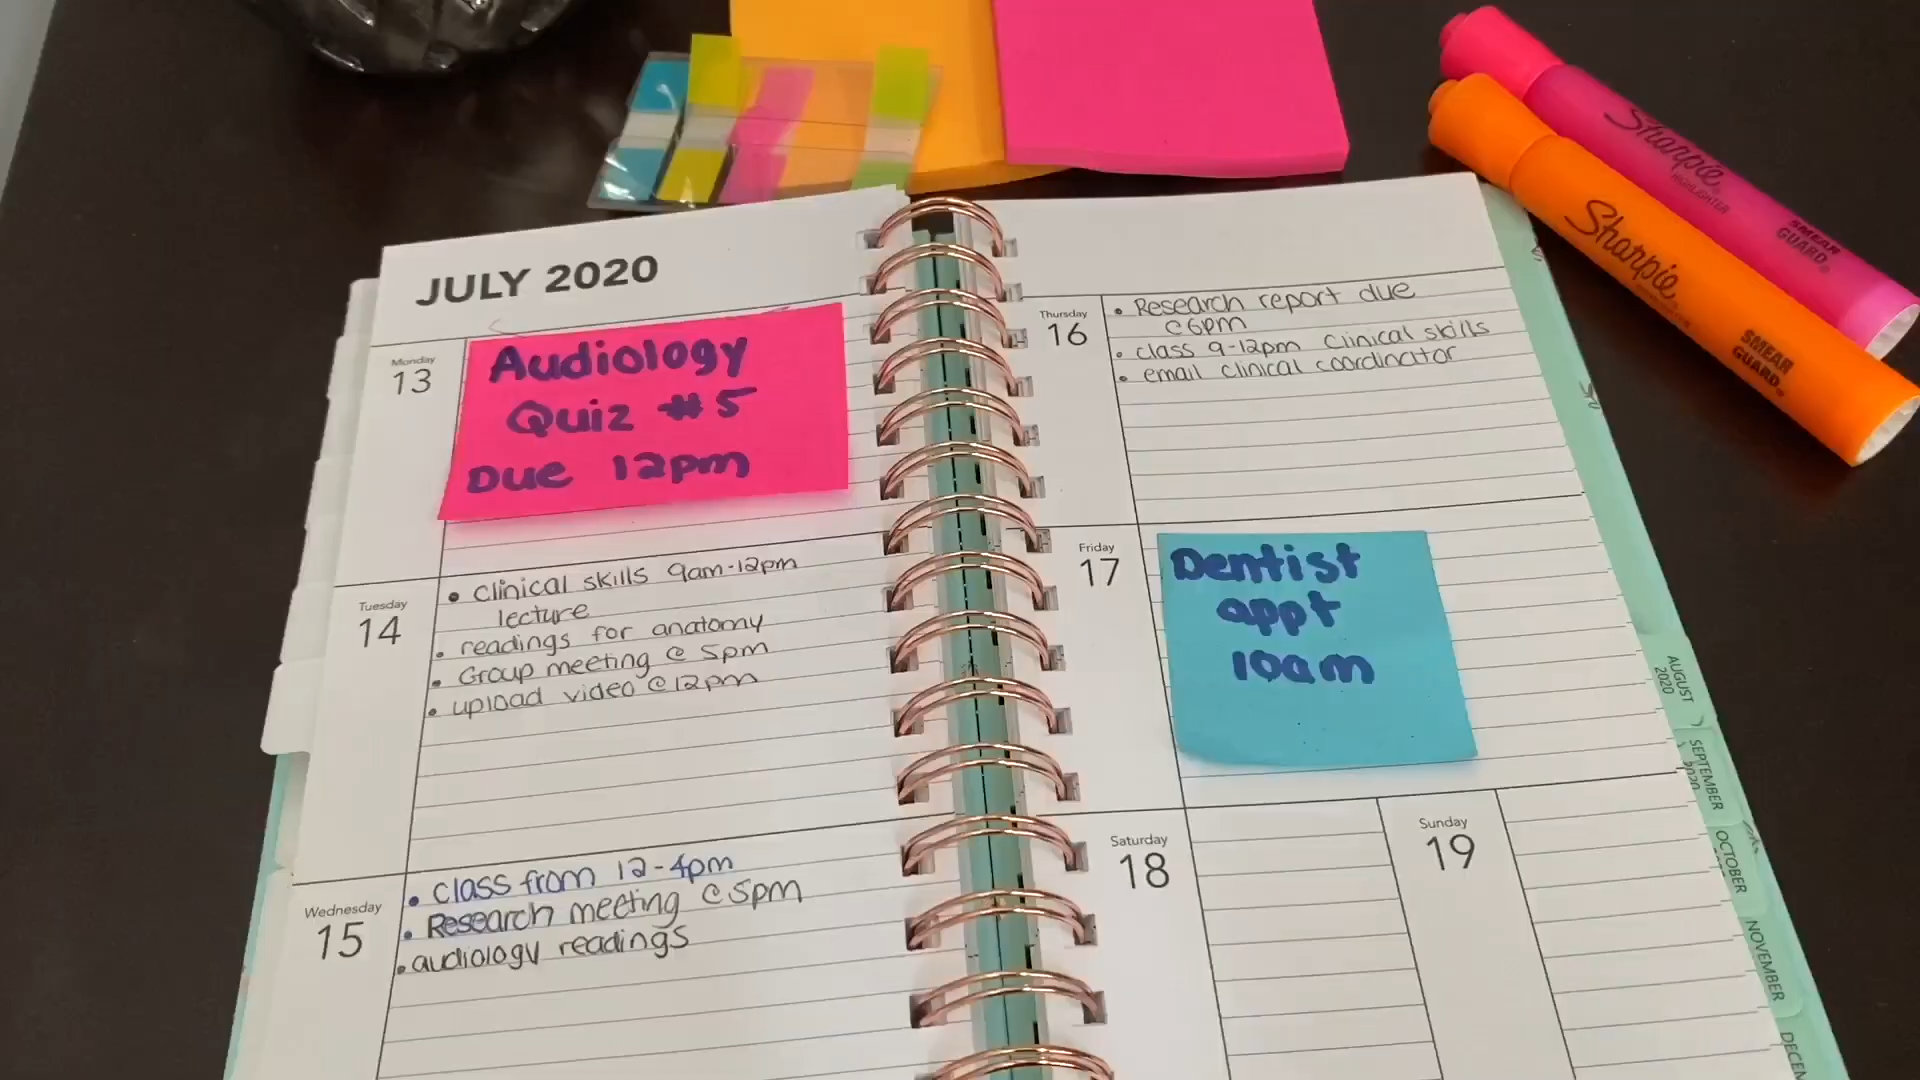 JULY 2020
Monday
13
Audiology
Quiz #5
Due 12pm
Tuesday
14
• clinical skills 9am-12pm
lecture
• readings for anatomy
• Group meeting @ 5pm
• upload video @ 12pm
Wednesday
15
• class from 12-4pm
• Research meeting @ 5pm
• audiology readings
Thursday
16
• Research report due
@ 6pm
• class 9-12pm clinical skills
• email clinical coordinator
Friday
17
Dentist
appt
10am
Saturday
18
Sunday
19
AUGUST
2020
SEPTEMBER
2020
OCTOBER
NOVEMBER
Sharpie
HIGHLIGHTER
SMEAR
GUARD
Sharpie
SMEAR
GUARD